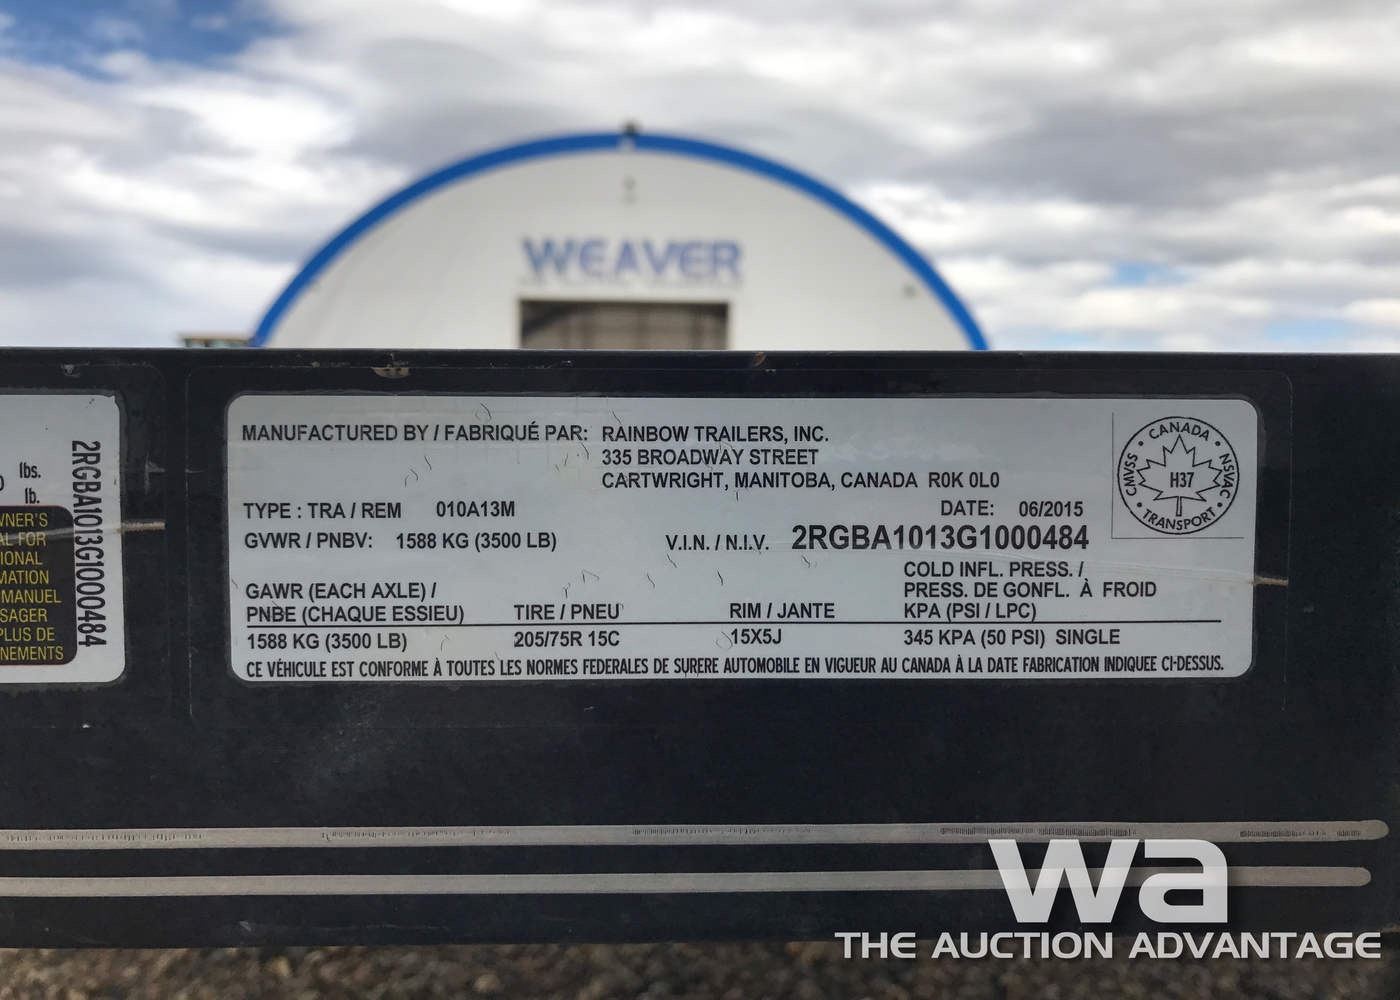 WEAVER
lbs.
lb.
WNER'S
AL FOR
IONAL
MATION
MANUEL
SAGER
PLUS DE
NEMENTS
2RGBA1013G1000484
MANUFACTURED BY / FABRIQUÉ PAR: RAINBOW TRAILERS, INC.
335 BROADWAY STREET
CARTWRIGHT, MANITOBA, CANADA R0K 0L0
TYPE : TRA / REM 010A13M DATE: 06/2015
GVWR / PNBV: 1588 KG (3500 LB) V.I.N. / N.I.V. 2RGBA1013G1000484
GAWR (EACH AXLE) / COLD INFL. PRESS. /
PRESS. DE GONFL. À FROID
PNBE (CHAQUE ESSIEU) TIRE / PNEU RIM / JANTE KPA (PSI / LPC)
1588 KG (3500 LB) 205/75R 15C 15X5J 345 KPA (50 PSI) SINGLE
CE VÉHICULE EST CONFORME À TOUTES LES NORMES FEDERALES DE SURERE AUTOMOBILE EN VIGUEUR AU CANADA À LA DATE FABRICATION INDIQUEE CI-DESSUS.
CANADA
CMVSS
H37
NSVAC
TRANSPORT
wa
THE AUCTION ADVANTAGE